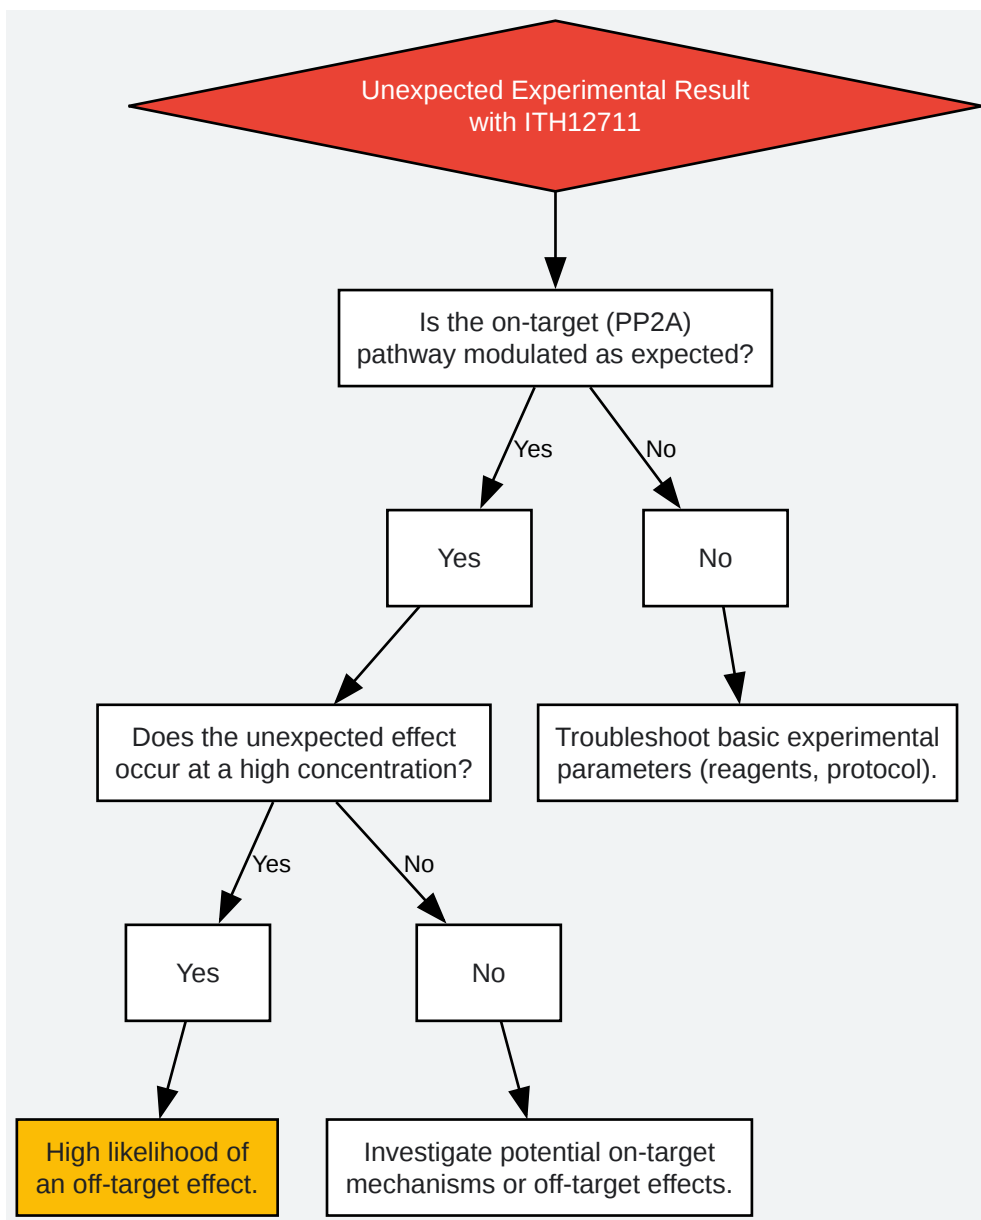 Unexpected Experimental Result
with ITH12711
Is the on-target (PP2A)
pathway modulated as expected?
Yes
No
Yes
No
Does the unexpected effect
occur at a high concentration?
Troubleshoot basic experimental
parameters (reagents, protocol).
Yes
No
Yes
No
High likelihood of
an off-target effect.
Investigate potential on-target
mechanisms or off-target effects.